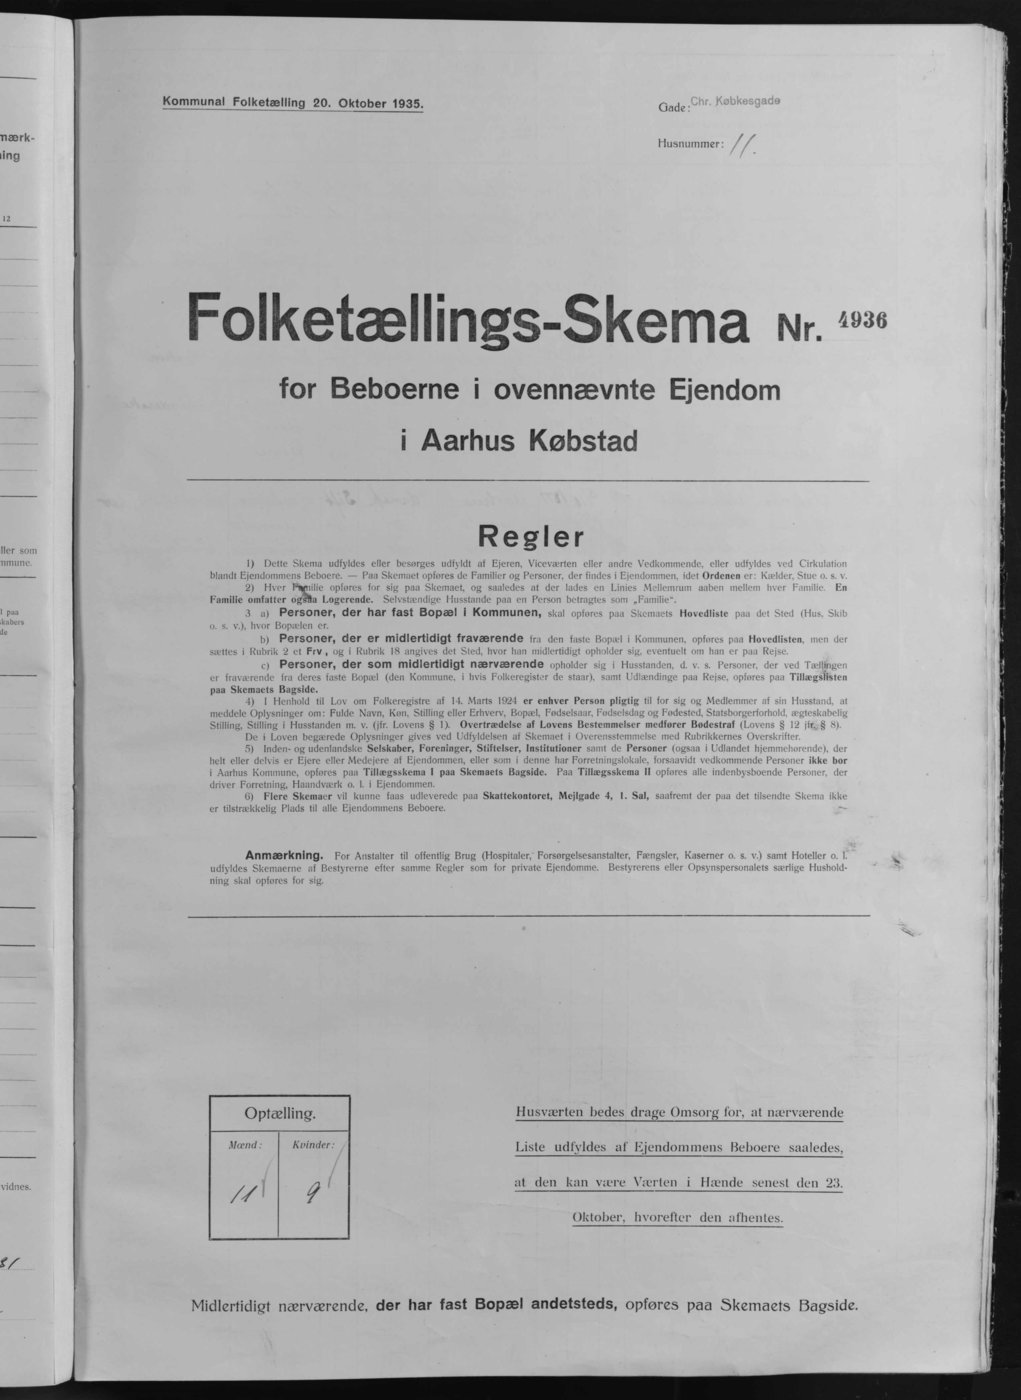 Kommunal Folketælling 20. Oktober 1935.
Gade: Chr. Købkesgade
Husnummer: 11.
Folketællings-Skema Nr. 4936
for Beboerne i ovennævnte Ejendom
i Aarhus Købstad
Regler
1) Dette Skema udfyldes eller besørges udfyldt af Ejeren, Viceværten eller andre Vedkommende, eller udfyldes ved Cirkulation
blandt Ejendommens Beboere. — Paa Skemaet opføres de Familier og Personer, der findes i Ejendommen, idet Ordenen er: Kælder, Stue o. s. v.
2) Hver Familie opføres for sig paa Skemaet, og saaledes at der lades en Linies Mellemrum aaben mellem hver Familie. En
Familie omfatter ogsaa Logerende. Selvstændige Husstande paa en Person betragtes som „Familie“.
3 a) Personer, der har fast Bopæl i Kommunen, skal opføres paa Skemaets Hovedliste paa det Sted (Hus, Skib
o. s. v.), hvor Bopælen er.
b) Personer, der er midlertidigt fraværende fra den faste Bopæl i Kommunen, opføres paa Hovedlisten, men der
sættes i Rubrik 2 et Frv., og i Rubrik 18 angives det Sted, hvor han midlertidigt opholder sig, eventuelt om han er paa Rejse.
c) Personer, der som midlertidigt nærværende opholder sig i Husstanden, d. v. s. Personer, der ved Tællingen
er fraværende fra deres faste Bopæl (den Kommune, i hvis Folkeregister de staar), samt Udlændinge paa Rejse, opføres paa Tillægslisten
paa Skemaets Bagside.
4) I Henhold til Lov om Folkeregistre af 14. Marts 1924 er enhver Person pligtig til for sig og Medlemmer af sin Husstand, at
meddele Oplysninger om: Fulde Navn, Køn, Stilling eller Erhverv, Bopæl, Fødselsaar, Fødselsdag og Fødested, Statsborgerforhold, ægteskabelig
Stilling, Stilling i Husstanden m. v. (jfr. Lovens § 1). Overtrædelse af Lovens Bestemmelser medfører Bødestraf (Lovens § 12 jfr. § 8).
De i Loven begærede Oplysninger gives ved Udfyldelsen af Skemaet i Overensstemmelse med Rubrikkernes Overskrifter.
5) Inden- og udenlandske Selskaber, Foreninger, Stiftelser, Institutioner samt de Personer (ogsaa i Udlandet hjemmehørende), der
helt eller delvis er Ejere eller Medejere af Ejendommen, eller som i denne har Forretningslokale, forsaavidt vedkommende Personer ikke bor
i Aarhus Kommune, opføres paa Tillægsskema I paa Skemaets Bagside. Paa Tillægsskema II opføres alle indenbysboende Personer, der
driver Forretning, Haandværk o. l. i Ejendommen.
6) Flere Skemaer vil kunne faas udleverede paa Skattekontoret, Mejlgade 4, 1. Sal, saafremt der paa det tilsendte Skema ikke
er tilstrækkelig Plads til alle Ejendommens Beboere.
Anmærkning. For Anstalter til offentlig Brug (Hospitaler, Forsørgelsesanstalter, Fængsler, Kaserner o. s. v.) samt Hoteller o. l.
udfyldes Skemaerne af Bestyrerne efter samme Regler som for private Ejendomme. Bestyrerens eller Opsynspersonalets særlige Hushold-
ning skal opføres for sig.
Optælling.
Mænd: Kvinder:
11 9
Husværten bedes drage Omsorg for, at nærværende
Liste udfyldes af Ejendommens Beboere saaledes,
at den kan være Værten i Hænde senest den 23.
Oktober, hvorefter den afhentes.
Midlertidigt nærværende, der har fast Bopæl andetsteds, opføres paa Skemaets Bagside.
mærk-
ing
12
ller som
mmune.
l paa
skabers
de
vidnes.
31